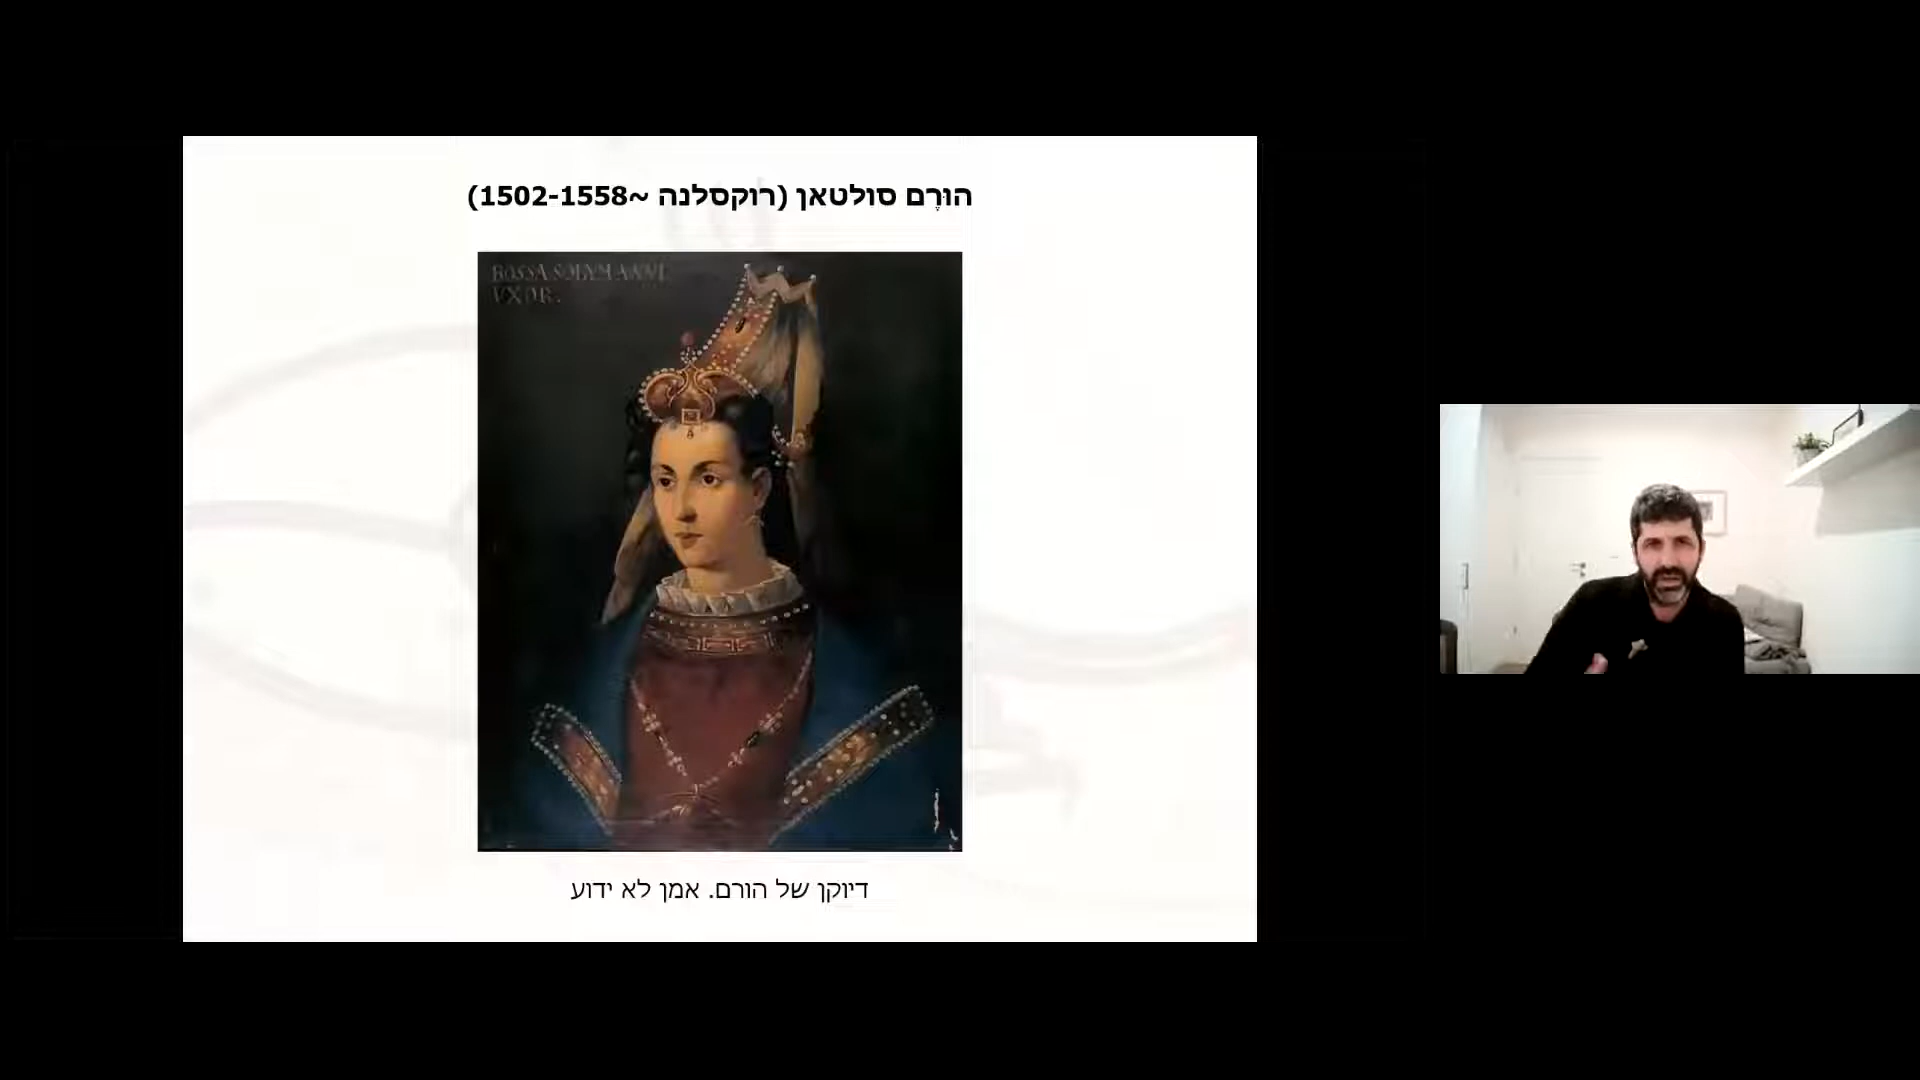 הוּרֶם סולטאן (רוקסלנה ~1502-1558)
ROSSA SOLYMANNI
VXOR.
דיוקן של הורם. אמן לא ידוע